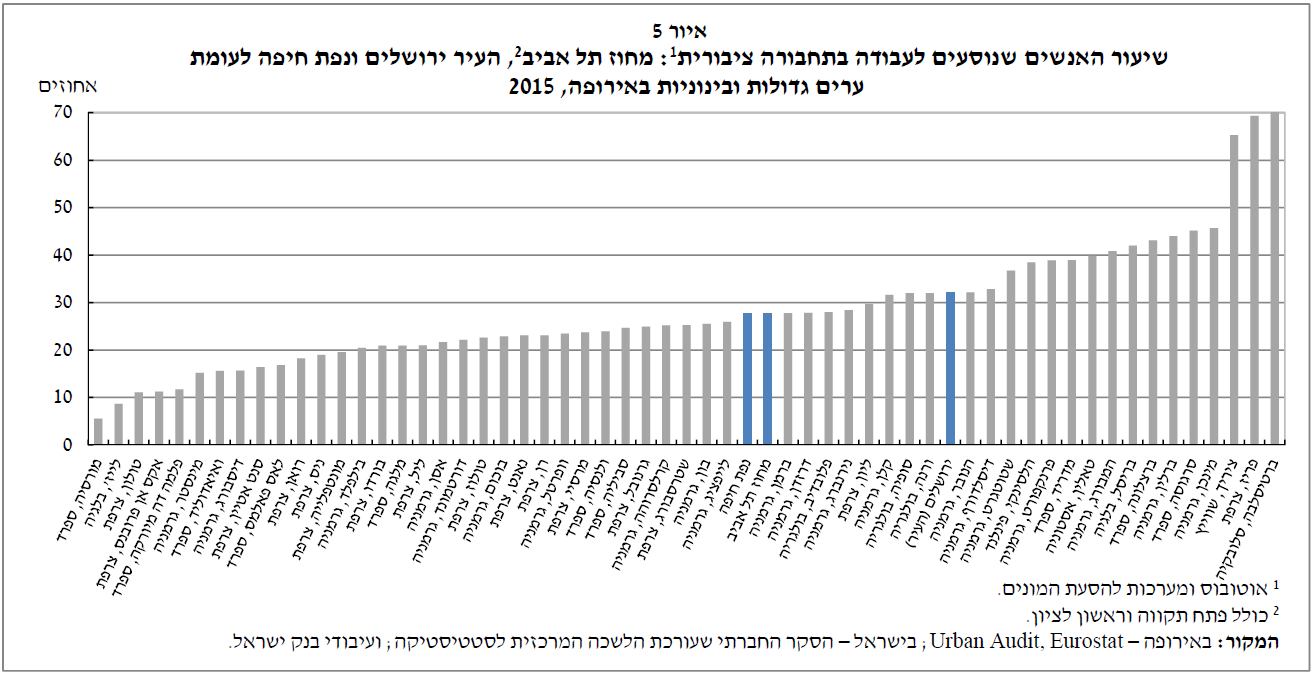 איור 5
שיעור האנשים שנוסעים לעבודה בתחבורה ציבורית¹: מחוז תל אביב², העיר ירושלים ונפת חיפה לעומת
ערים גדולות ובינוניות באירופה, 2015
אחוזים
70
60
50
40
30
20
10
0
מורסיה, ספרד
לייז', בלגיה
טולון, צרפת
אקס אן פרובנס, צרפת
פלמה דה מיורקה, ספרד
מינסטר, גרמניה
ואיאדוליד, ספרד
דיסבורג, גרמניה
סינט אטיין, צרפת
לאס פאלמס, ספרד
רואן, צרפת
ניס, צרפת
מונטפלייה, צרפת
בילפלד, גרמניה
בורדו, צרפת
מלגה, ספרד
ליל, צרפת
אסן, גרמניה
דורטמונד, גרמניה
טולוז, צרפת
בוכום, גרמניה
נאנט, צרפת
רן, צרפת
וופרטל, גרמניה
מרסיי, צרפת
ולנסיה, ספרד
סביליה, ספרד
גרנובל, צרפת
קרלסרוהה, גרמניה
שטרסבורג, צרפת
בון, גרמניה
לייפציג, גרמניה
נפת חיפה
מחוז תל אביב
ברמן, גרמניה
דרזדן, גרמניה
פלובדיב, בולגריה
נירנברג, גרמניה
ליון, צרפת
קלן, גרמניה
סופיה, בולגריה
ורנה, בולגריה
ירושלים (העיר)
הנובר, גרמניה
דיסלדורף, גרמניה
שטוטגרט, גרמניה
הלסינקי, פינלנד
פרנקפורט, גרמניה
מדריד, ספרד
טאלין, אסטוניה
המבורג, גרמניה
בריסל, בלגיה
ברצלונה, ספרד
ברלין, גרמניה
סרגוסה, ספרד
מינכן, גרמניה
ציריך, שוויץ
פריז, צרפת
ברטיסלבה, סלובקיה
¹ אוטובוס ומערכות להסעת המונים.
² כולל פתח תקווה וראשון לציון.
המקור: באירופה – Urban Audit, Eurostat; בישראל – הסקר החברתי שעורכת הלשכה המרכזית לסטטיסטיקה; ועיבודי בנק ישראל.